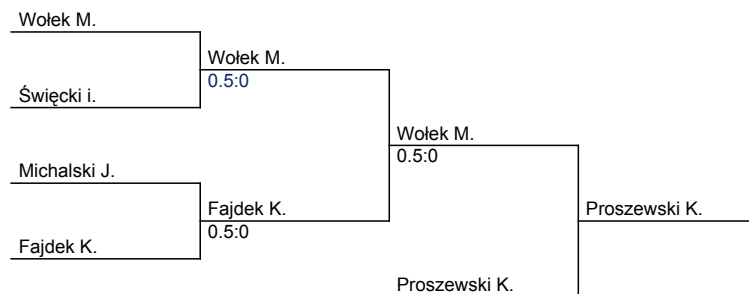 Wołek M.
Wołek M.
0.5:0
Święcki i.
Wołek M.
0.5:0
Michalski J.
Fajdek K.
0.5:0
Proszewski K.
Fajdek K.
Proszewski K.